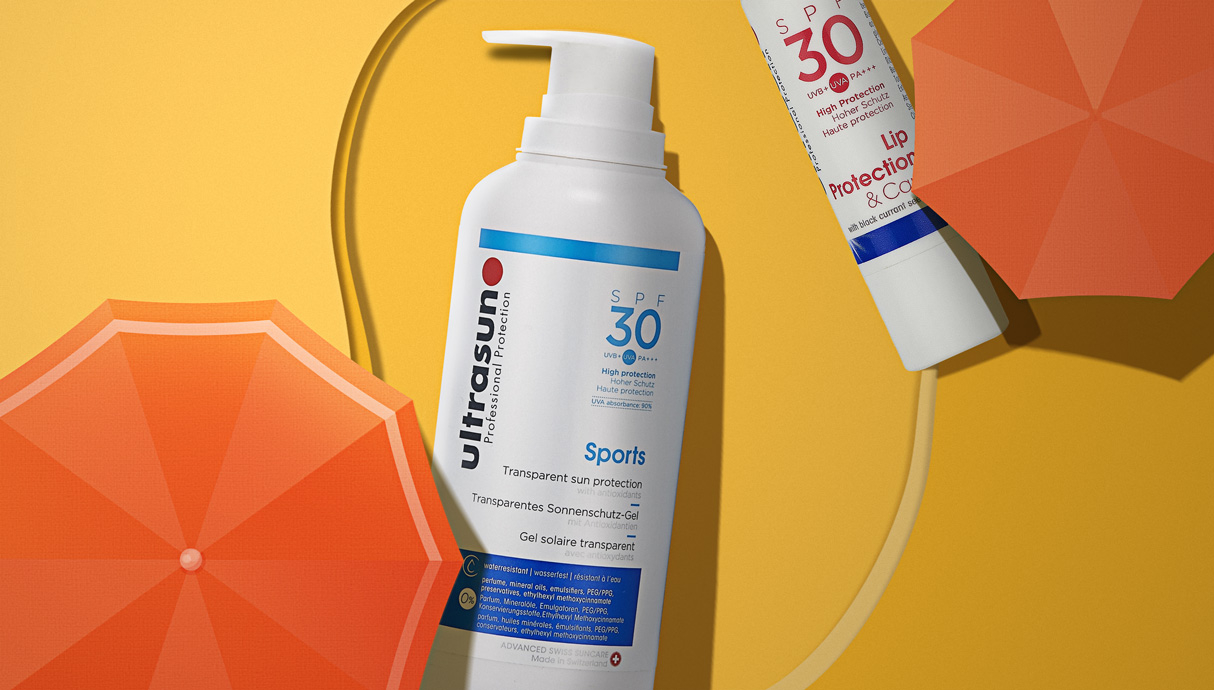 ultrasun
Professional Protection
SPF
30
UVB+ UVA PA+++
High protection
Hoher Schutz
Haute protection
UVA absorbance: 90%
Sports
Transparent sun protection
with antioxidants
Transparentes Sonnenschutz-Gel
mit Antioxidantien
Gel solaire transparent
avec antioxydants
waterresistant | wasserfest | résistant à l'eau
0%
perfume, mineral oils, emulsifiers, PEG/PPG,
preservatives, ethylhexyl methoxycinnamate
Parfum, Mineralöle, Emulgatoren, PEG/PPG,
Konservierungsstoffe, Ethylhexyl Methoxycinnamate
parfum, huiles minérales, émulsifiants, PEG/PPG,
conservateurs, ethylhexyl methoxycinnamate
ADVANCED SWISS SUNCARE
Made in Switzerland
SPF
30
UVB+ UVA PA+++
High Protection
Hoher Schutz
Haute protection
Lip
Protection
&
with black currant
Professional Protection